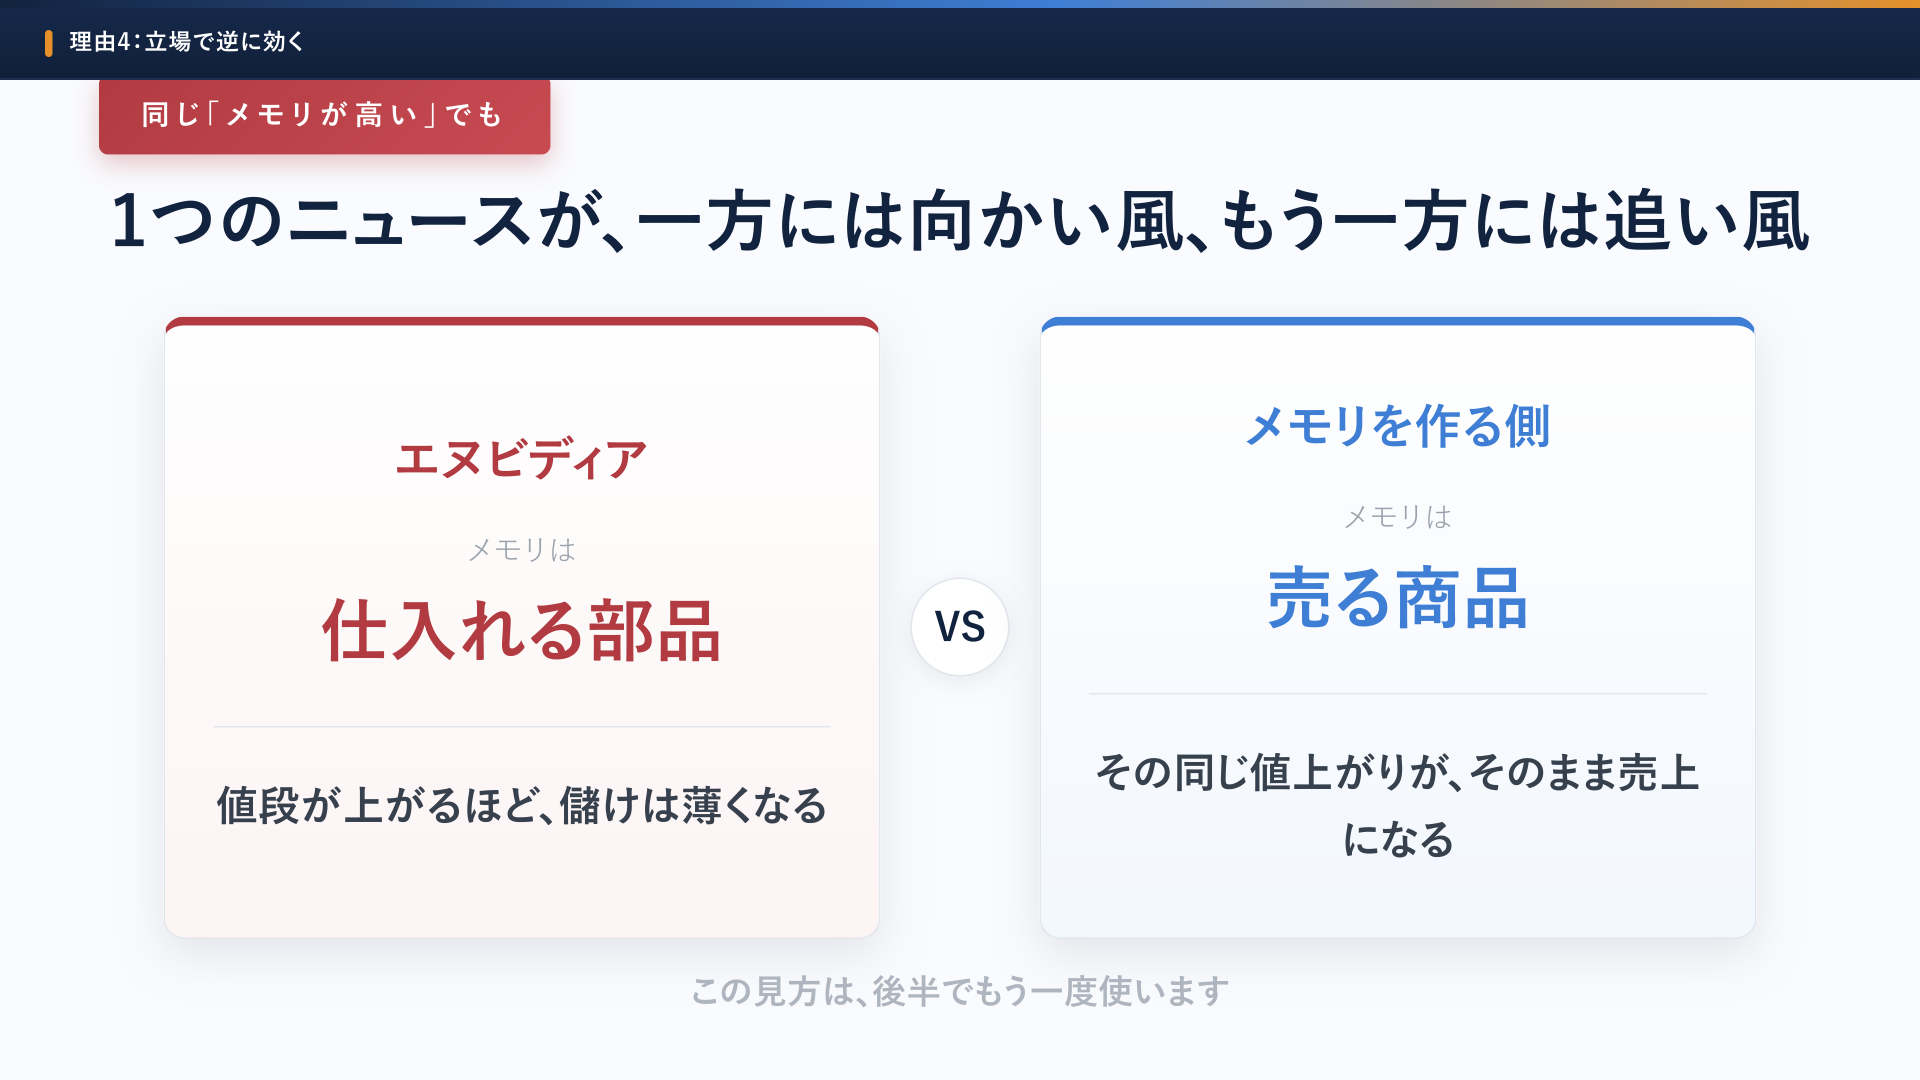 理由4：立場で逆に効く
同じ「メモリが高い」でも
1つのニュースが、一方には向かい風、もう一方には追い風
エヌビディア
メモリは
仕入れる部品
値段が上がるほど、儲けは薄くなる
VS
メモリを作る側
メモリは
売る商品
その同じ値上がりが、そのまま売上
になる
この見方は、後半でもう一度使います